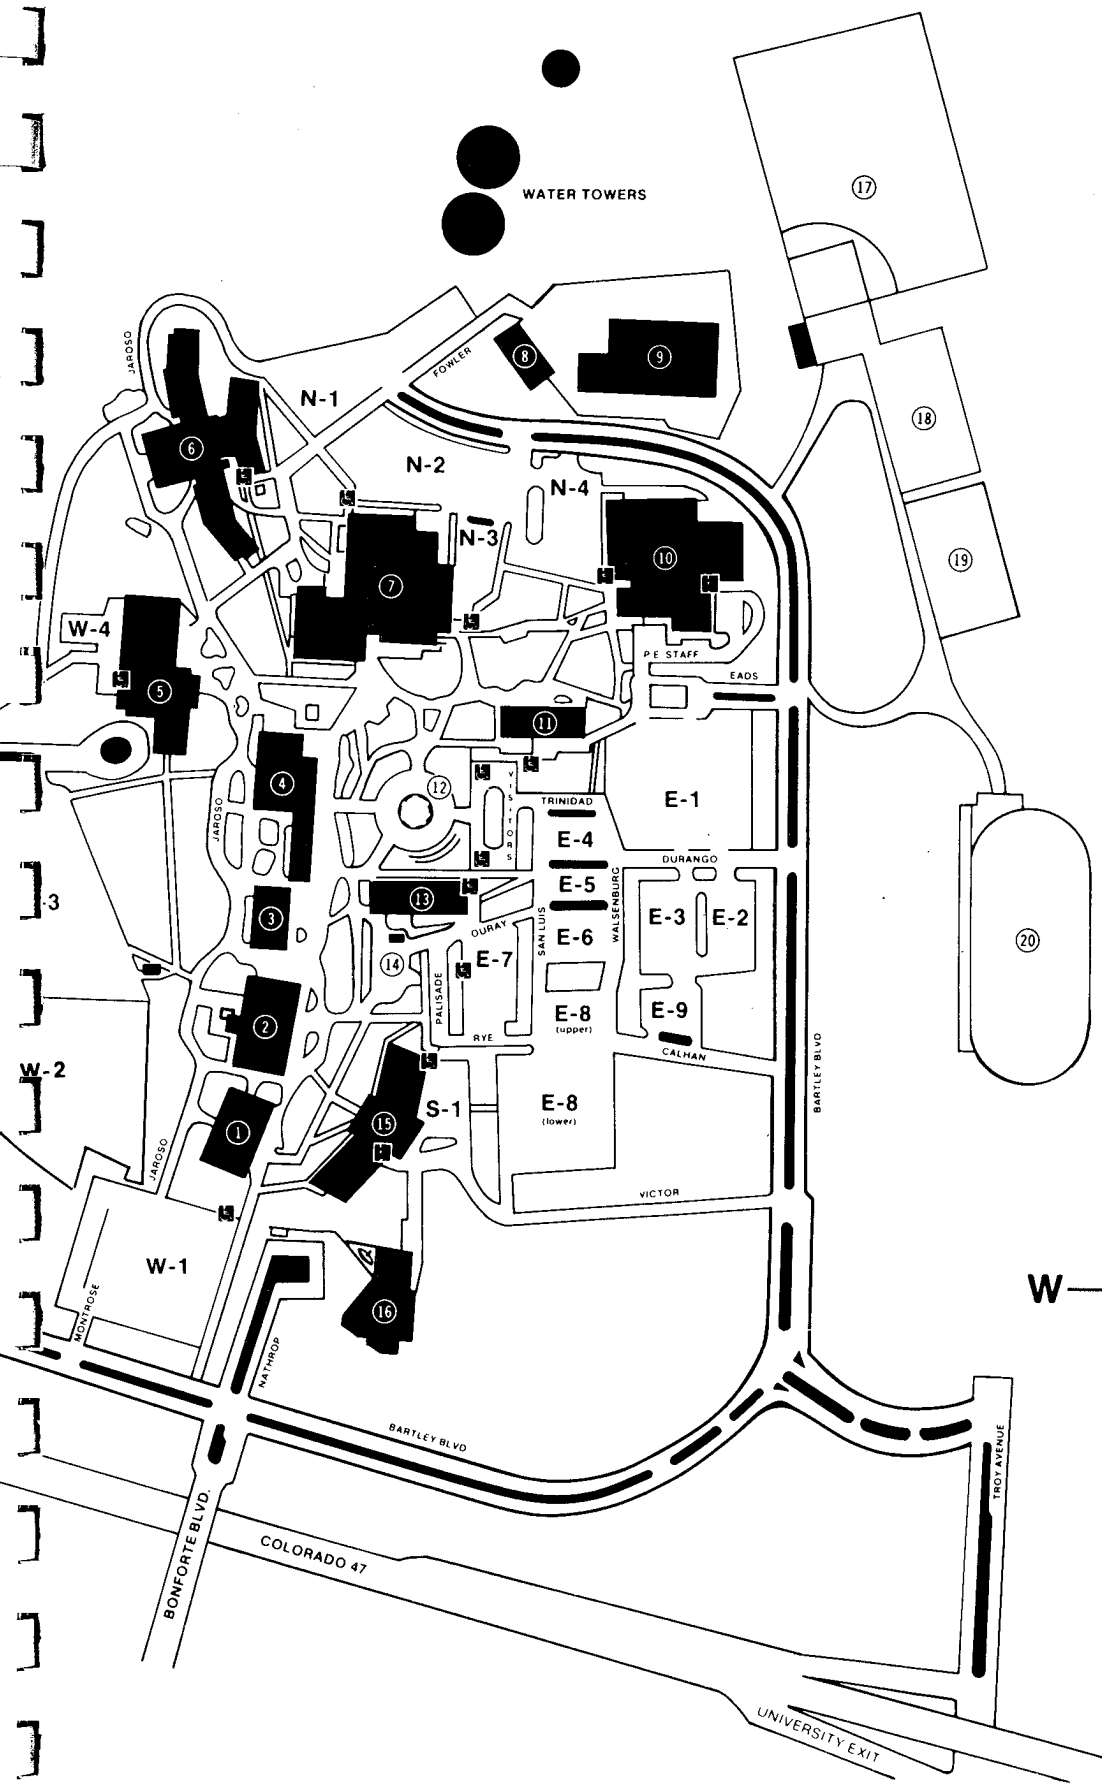 17
WATER TOWERS
JAROSO
FOWLER
8
9
N-1
18
6
N-2
N-4
N-3
10
19
7
W-4
P E STAFF
5
EADS
11
4
12
VISITORS
E-1
TRINIDAD
JAROSO
E-4
DURANGO
E-5
WALSENBURG
13
-3
3
OURAY
SAN LUIS
E-3
E-2
E-6
20
14
E-7
PALISADE
E-9
E-8
(upper)
2
RYE
CALHAN
BARTLEY BLVD
W-2
E-8
(lower)
S-1
15
1
JAROSO
VICTOR
W-1
W
16
MONTROSE
NATHROP
BARTLEY BLVD
TROY AVENUE
BONFORTE BLVD.
COLORADO 47
UNIVERSITY EXIT